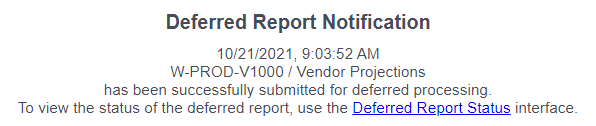 Deferred Report Notification
10/21/2021, 9:03:52 AM
W-PROD-V1000 / Vendor Projections
has been successfully submitted for deferred processing.
To view the status of the deferred report, use the Deferred Report Status interface.